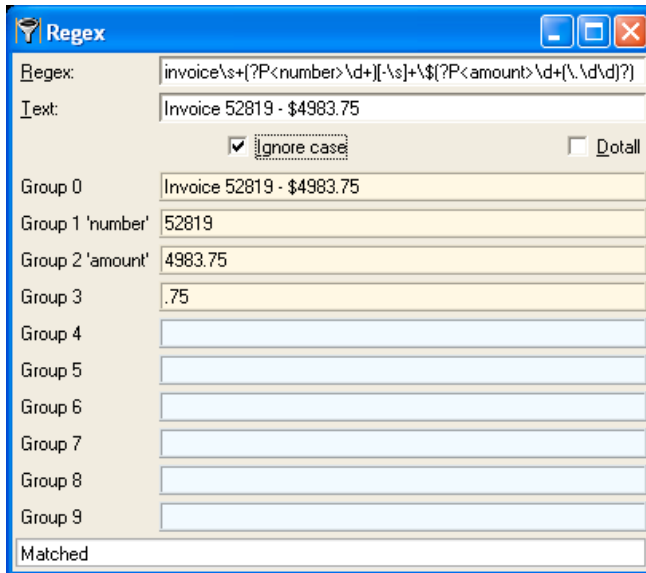 Regex
Regex: invoice\s+(?P<number>\d+)[-\s]+\$(?P<amount>\d+(\.\d\d)?)
Text: Invoice 52819 - $4983.75
Ignore case Dotall
Group 0 Invoice 52819 - $4983.75
Group 1 'number' 52819
Group 2 'amount' 4983.75
Group 3 .75
Group 4
Group 5
Group 6
Group 7
Group 8
Group 9
Matched